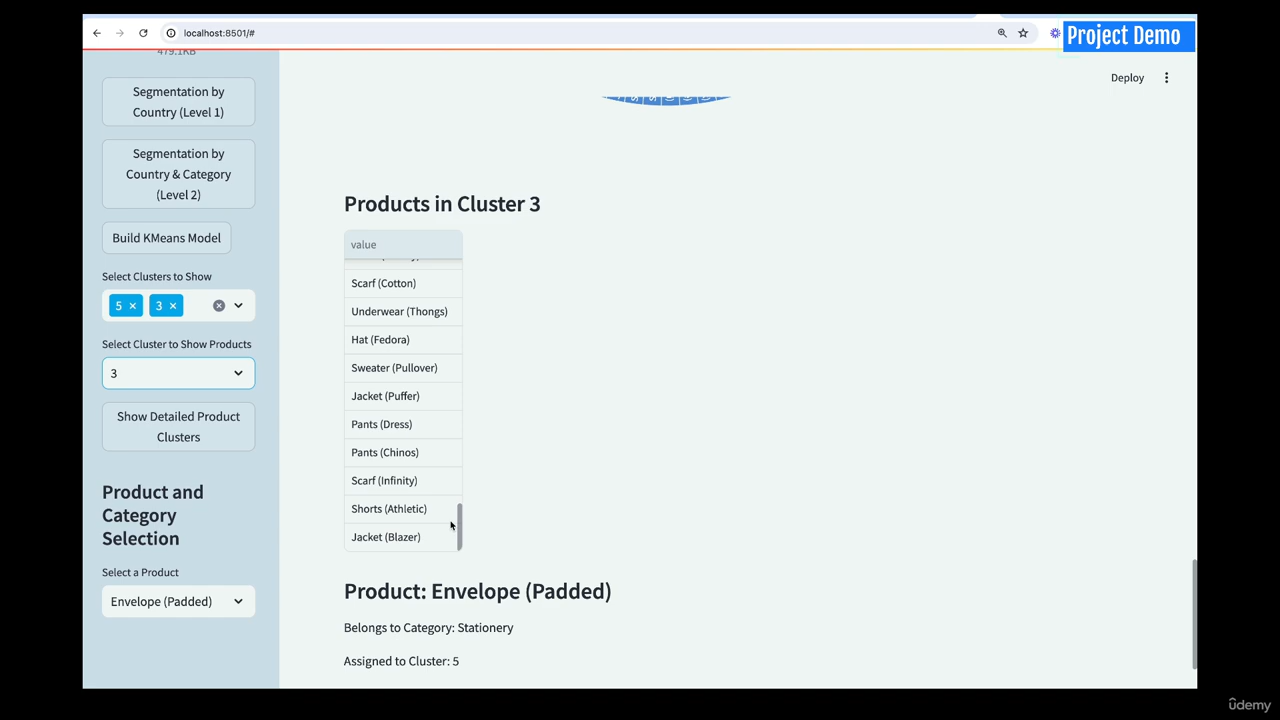 localhost:8501/#
Project Demo
479.1KB
Deploy
Segmentation by
Country (Level 1)
Segmentation by
Country & Category
(Level 2)
Build KMeans Model
Select Clusters to Show
5 × 3 ×
Select Cluster to Show Products
3
Show Detailed Product
Clusters
Product and
Category
Selection
Select a Product
Envelope (Padded)
Products in Cluster 3
value
Scarf (Cotton)
Underwear (Thongs)
Hat (Fedora)
Sweater (Pullover)
Jacket (Puffer)
Pants (Dress)
Pants (Chinos)
Scarf (Infinity)
Shorts (Athletic)
Jacket (Blazer)
Product: Envelope (Padded)
Belongs to Category: Stationery
Assigned to Cluster: 5
ûdemy